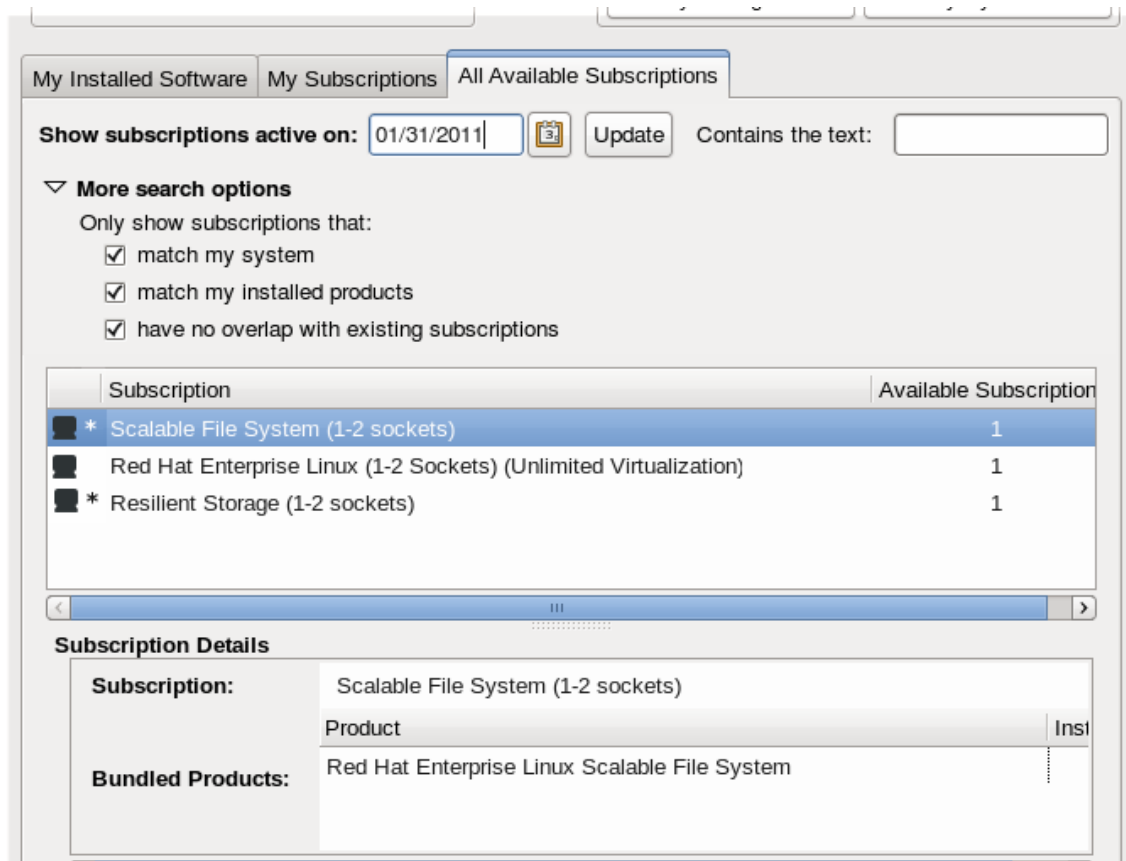 My Installed Software My Subscriptions All Available Subscriptions
Show subscriptions active on: 01/31/2011 Update Contains the text:
More search options
Only show subscriptions that:
match my system
match my installed products
have no overlap with existing subscriptions
Subscription Available Subscription
* Scalable File System (1-2 sockets) 1
Red Hat Enterprise Linux (1-2 Sockets) (Unlimited Virtualization) 1
* Resilient Storage (1-2 sockets) 1
Subscription Details
Subscription: Scalable File System (1-2 sockets)
Product Inst
Bundled Products: Red Hat Enterprise Linux Scalable File System